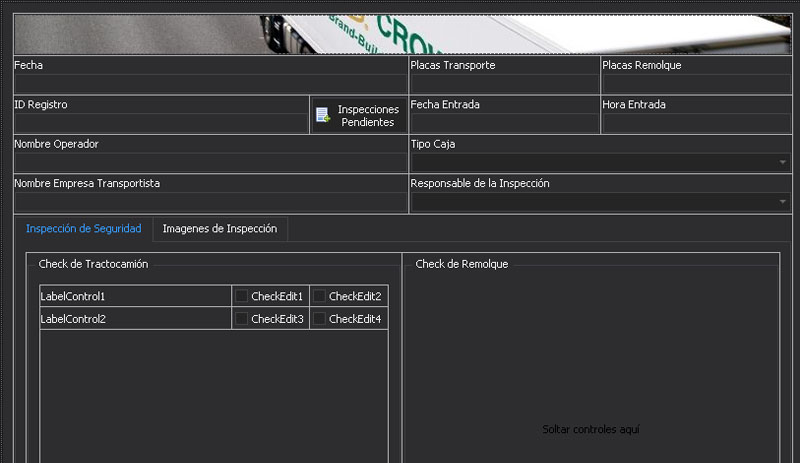 B. CROW
Brand-Buil
Fecha
Placas Transporte
Placas Remolque
ID Registro
Inspecciones
Pendientes
Fecha Entrada
Hora Entrada
Nombre Operador
Tipo Caja
Nombre Empresa Transportista
Responsable de la Inspección
Inspección de Seguridad
Imagenes de Inspección
Check de Tractocamión
Check de Remolque
LabelControl1
CheckEdit1
CheckEdit2
LabelControl2
CheckEdit3
CheckEdit4
Soltar controles aquí